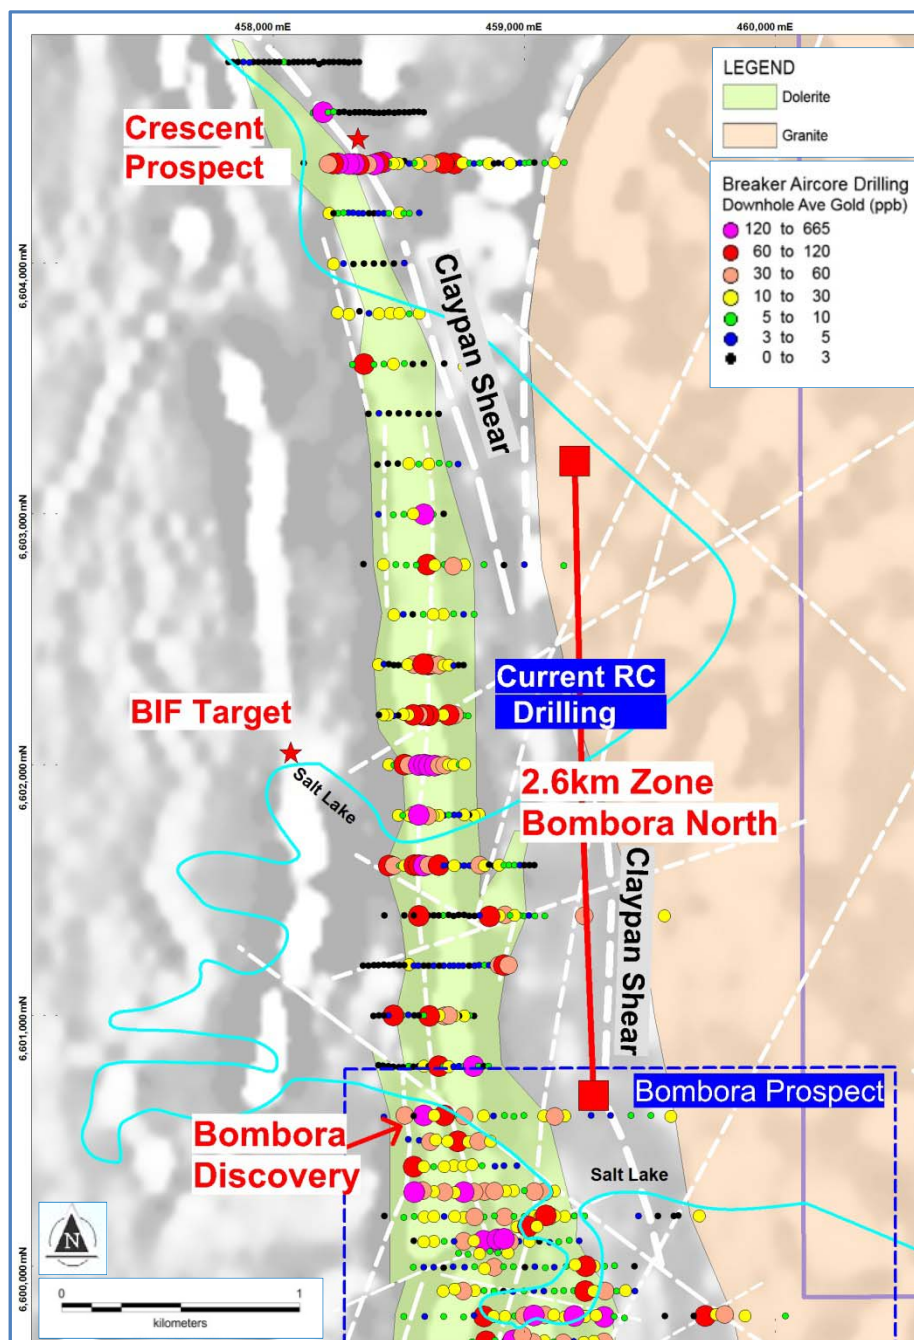 458,000 mE
459,000 mE
460,000 mE
LEGEND
Dolerite
Granite
Breaker Aircore Drilling
Downhole Ave Gold (ppb)
120 to 665
60 to 120
30 to 60
10 to 30
5 to 10
3 to 5
0 to 3
Crescent
Prospect
6,604,000 mN
Claypan Shear
6,603,000 mN
Current RC
Drilling
BIF Target
6,602,000 mN
Salt Lake
2.6km Zone
Bombora North
Claypan Shear
6,601,000 mN
Bombora Prospect
Bombora
Discovery
Salt Lake
N
6,600,000 mN
0 1
kilometers